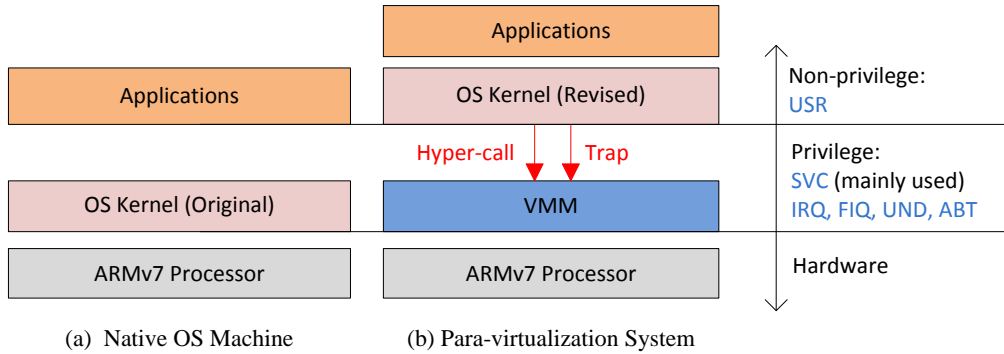 Applications
Applications
OS Kernel (Revised)
Non-privilege:
USR
Hyper-call
Trap
Privilege:
SVC (mainly used)
IRQ, FIQ, UND, ABT
OS Kernel (Original)
VMM
ARMv7 Processor
ARMv7 Processor
Hardware
(a) Native OS Machine
(b) Para-virtualization System